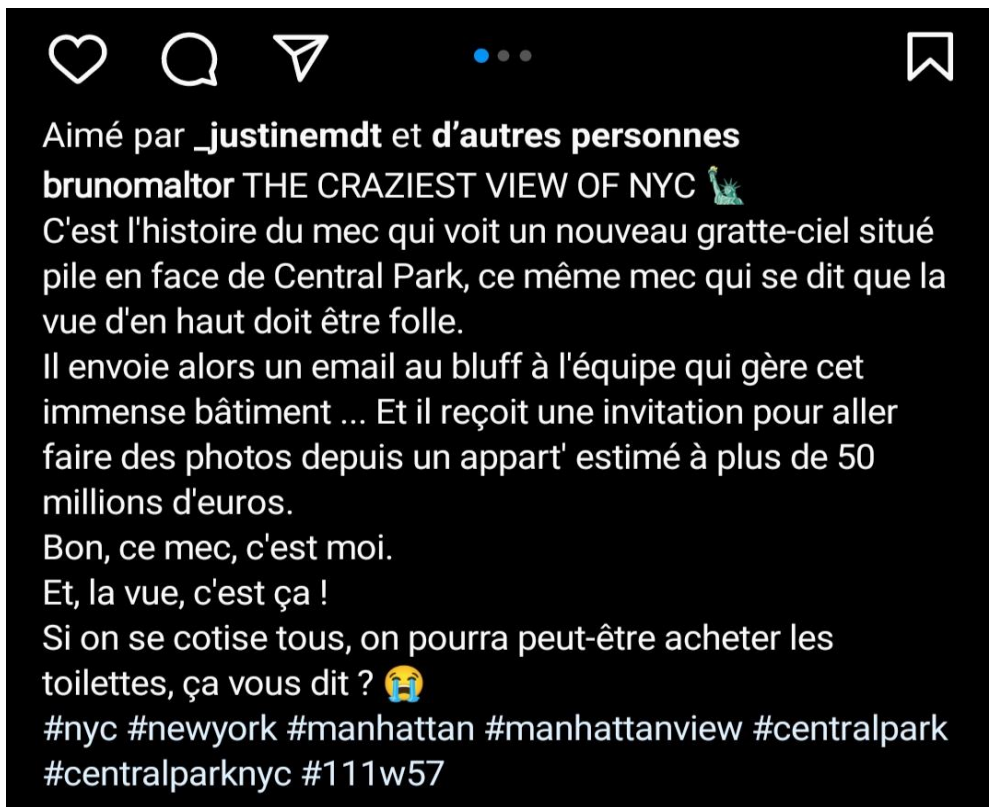 Aimé par _justinemdt et d’autres personnes
brunomaltor THE CRAZIEST VIEW OF NYC 🗽
C'est l'histoire du mec qui voit un nouveau gratte-ciel situé
pile en face de Central Park, ce même mec qui se dit que la
vue d'en haut doit être folle.
Il envoie alors un email au bluff à l'équipe qui gère cet
immense bâtiment ... Et il reçoit une invitation pour aller
faire des photos depuis un appart' estimé à plus de 50
millions d'euros.
Bon, ce mec, c'est moi.
Et, la vue, c'est ça !
Si on se cotise tous, on pourra peut-être acheter les
toilettes, ça vous dit ? 😭
#nyc #newyork #manhattan #manhattanview #centralpark
#centralparknyc #111w57